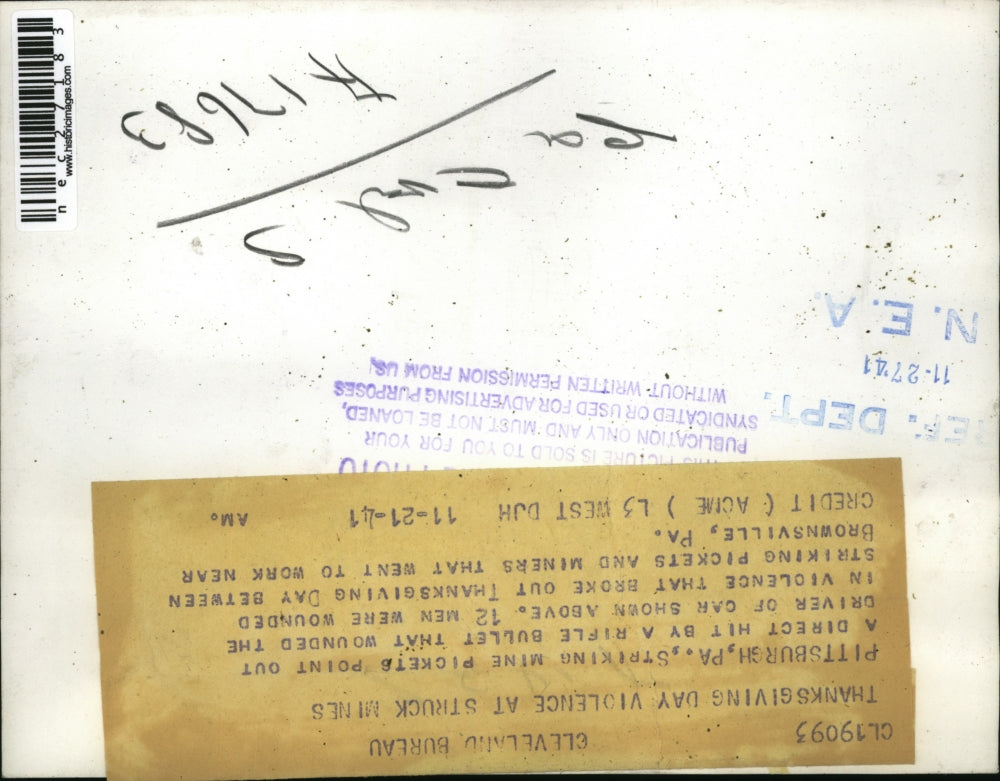 CL19093 CLEVELAND BUREAU
THANKSGIVING DAY VIOLENCE AT STRUCK MINES
PITTSBURGH, PA., STRIKING MINE PICKETS POINT OUT
A DIRECT HIT BY A RIFLE BULLET THAT WOUNDED THE
DRIVER OF CAR SHOWN ABOVE. 12 MEN WERE WOUNDED
IN VIOLENCE THAT BROKE OUT THANKSGIVING DAY BETWEEN
STRIKING PICKETS AND MINERS THAT WENT TO WORK NEAR
BROWNSVILLE, PA.
CREDIT ( ACME ) L3 WEST DJH 11-21-41 AM.
PHOTO
THIS PICTURE IS SOLD TO YOU FOR YOUR
PUBLICATION ONLY AND MUST NOT BE LOANED,
SYNDICATED OR USED FOR ADVERTISING PURPOSES
WITHOUT WRITTEN PERMISSION FROM US.
REF. DEPT.
11-27-41
N. E. A.
Pa
A17683
nec27183
www.historicimages.com